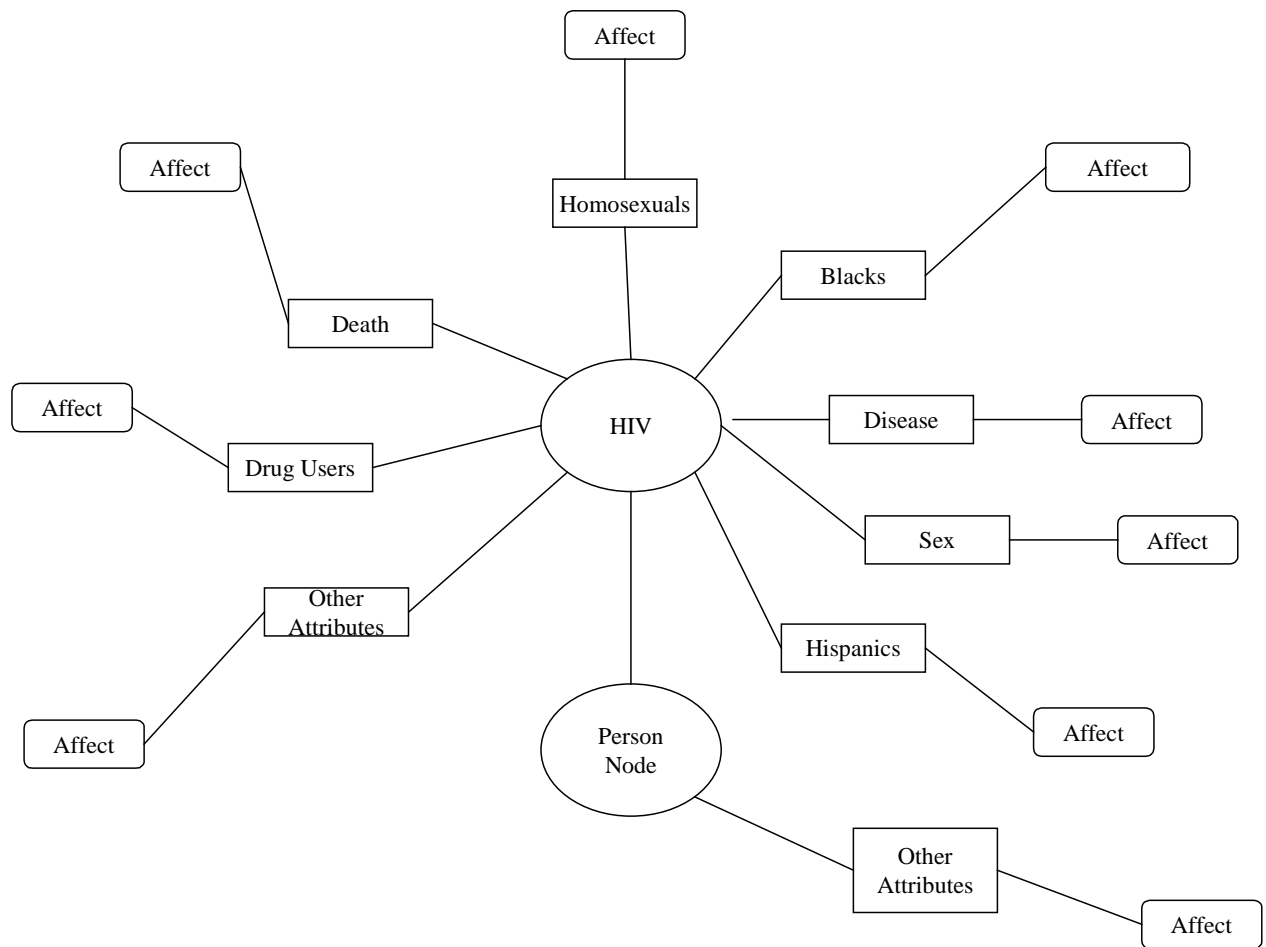 Affect
Affect
Affect
Homosexuals
Blacks
Death
Affect
HIV
Disease
Affect
Drug Users
Sex
Affect
Other
Attributes
Hispanics
Affect
Affect
Person
Node
Other
Attributes
Affect